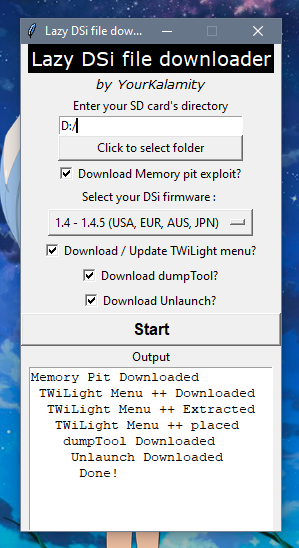 Lazy DSi file dow...
Lazy DSi file downloader
by YourKalamity
Enter your SD card's directory
D:/
Click to select folder
Download Memory pit exploit?
Select your DSi firmware :
1.4 - 1.4.5 (USA, EUR, AUS, JPN)
Download / Update TWiLight menu?
Download dumpTool?
Download Unlaunch?
Start
Output
Memory Pit Downloaded
TWiLight Menu ++ Downloaded
TWiLight Menu ++ Extracted
TWiLight Menu ++ placed
dumpTool Downloaded
Unlaunch Downloaded
Done!